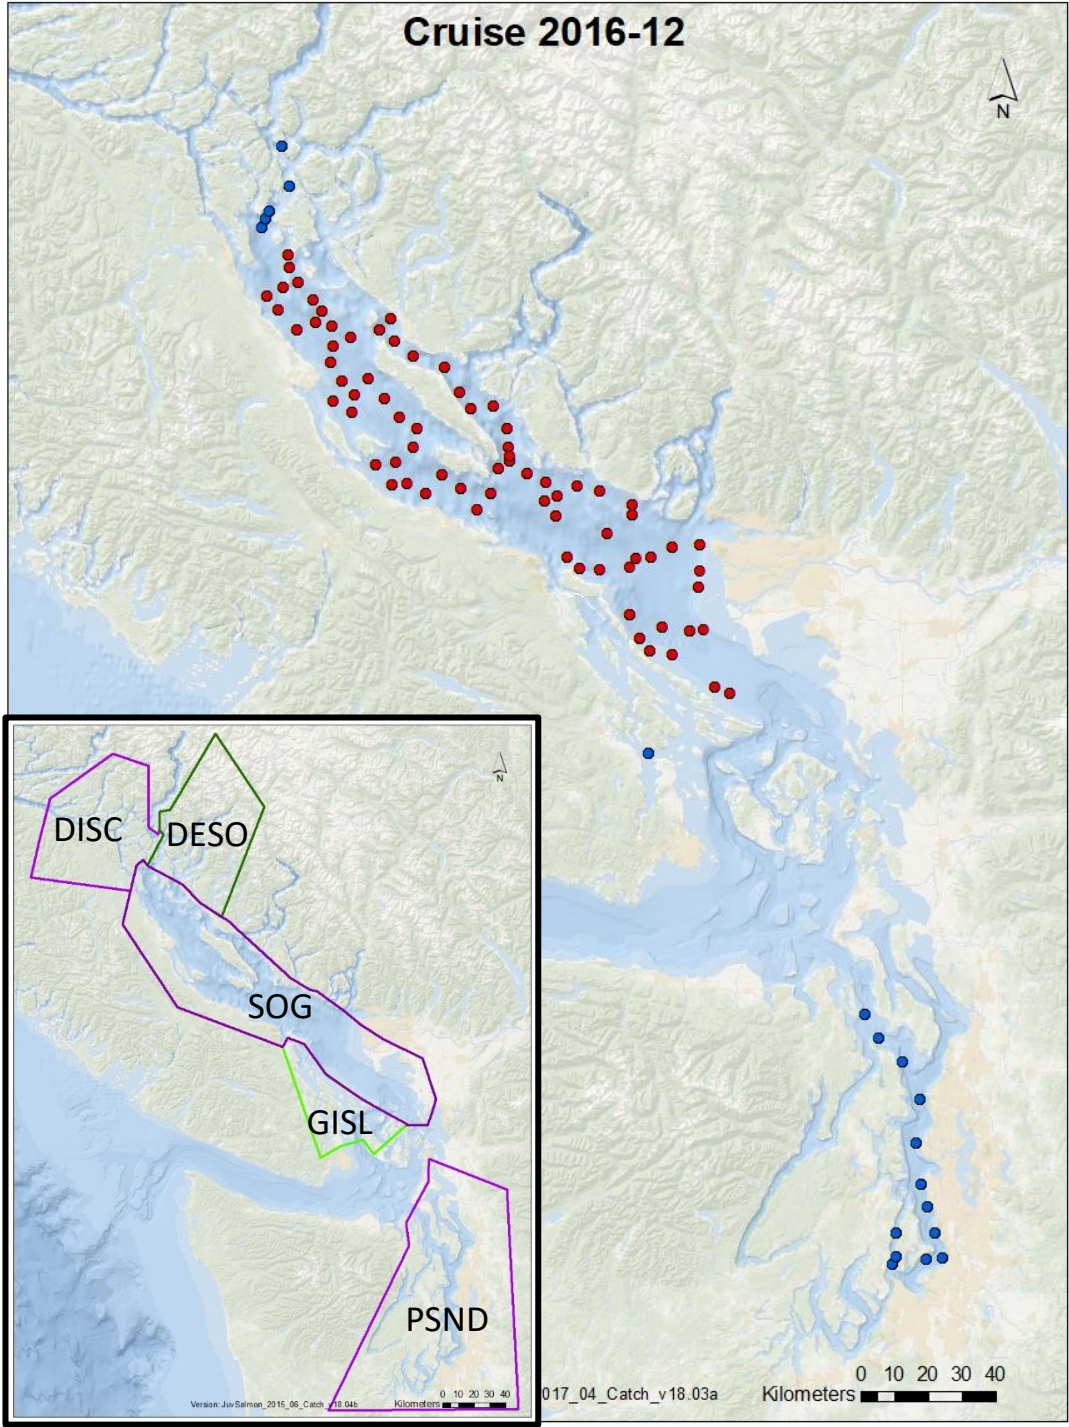 Cruise 2016-12
N
N
DISC
DESO
SOG
GISL
PSND
0 10 20 30 40
Version: JuvSalmon_2015_06_Catch_v18.04b
Kilometers
017_04_Catch_v18.03a
0 10 20 30 40
Kilometers